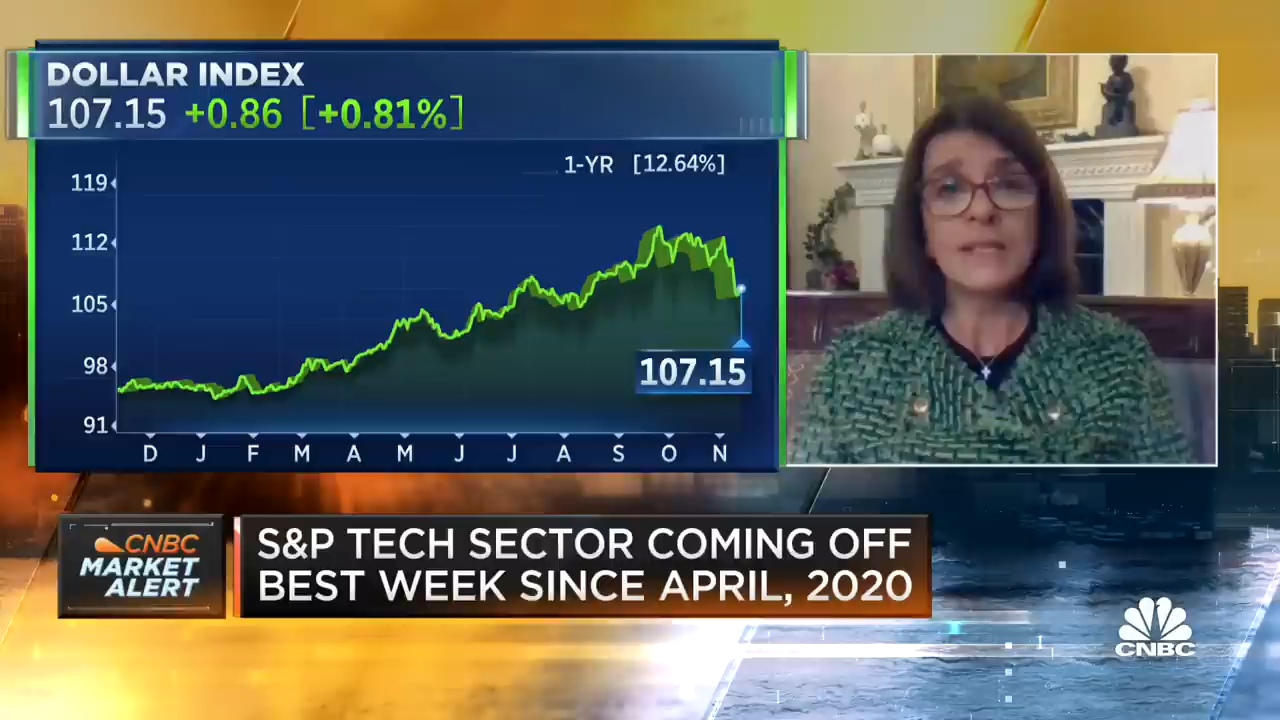 DOLLAR INDEX
107.15 +0.86 [+0.81%]
1-YR [12.64%]
119
112
105
98
91
107.15
D J F M A M J J A S O N
CNBC
MARKET
ALERT
S&P TECH SECTOR COMING OFF
BEST WEEK SINCE APRIL, 2020
CNBC